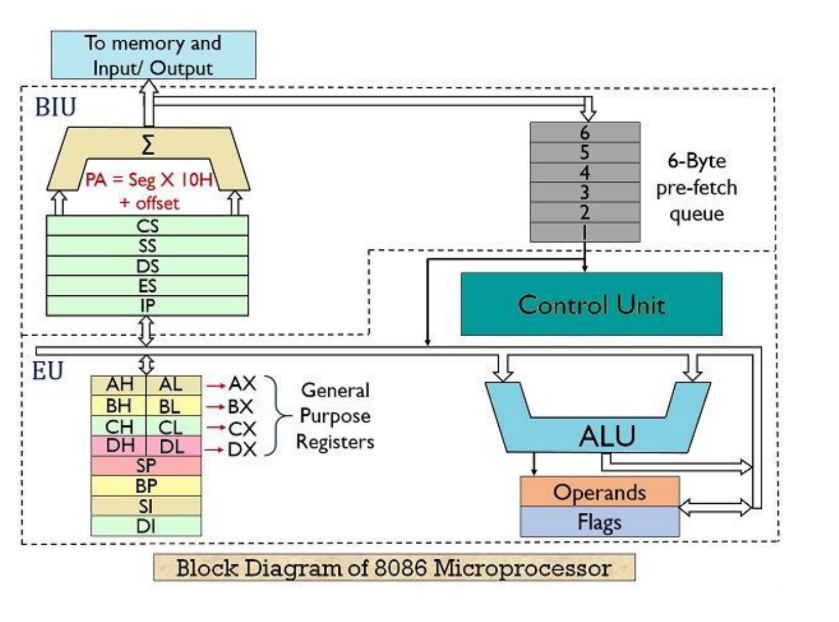 To memory and
Input/ Output
BIU
Σ
PA = Seg X 10H
+ offset
CS
SS
DS
ES
IP
6
5
4
3
2
1
6-Byte
pre-fetch
queue
Control Unit
EU
AH AL AX
BH BL BX
CH CL CX
DH DL DX
SP
BP
SI
DI
General
Purpose
Registers
ALU
Operands
Flags
Block Diagram of 8086 Microprocessor